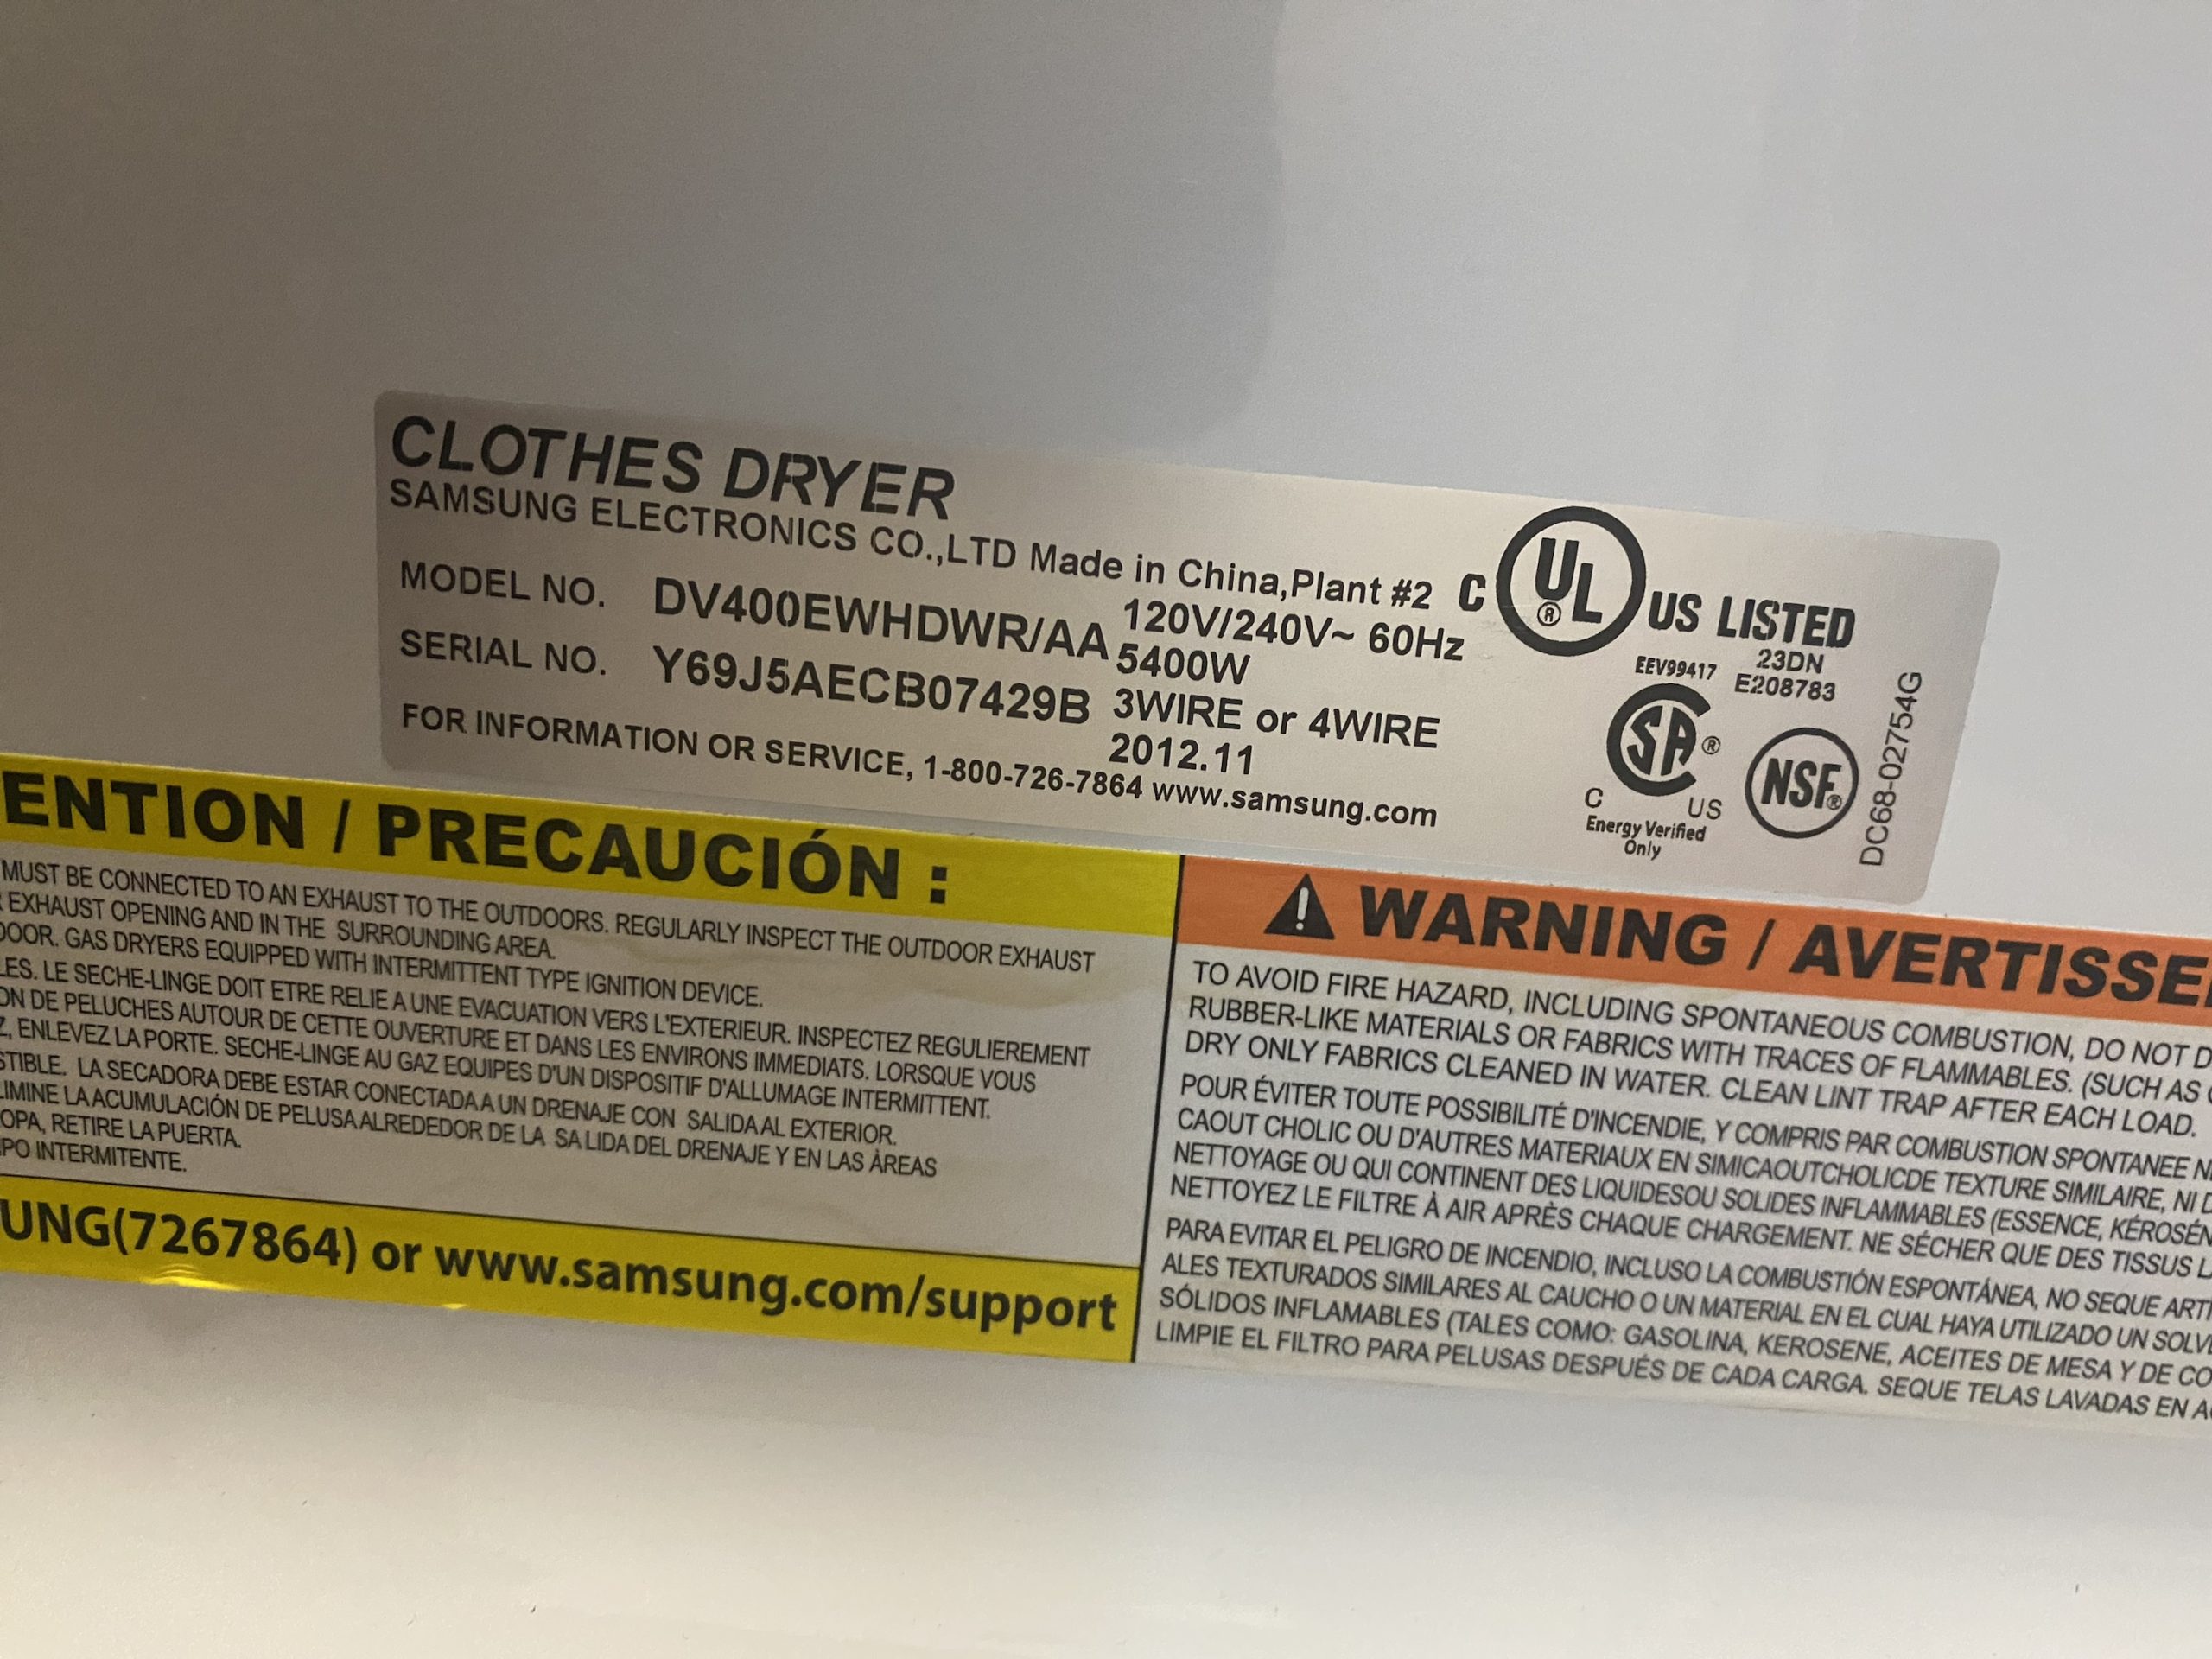 CLOTHES DRYER
SAMSUNG ELECTRONICS CO.,LTD Made in China,Plant #2
MODEL NO. DV400EWHDWR/AA 120V/240V~ 60Hz
5400W
SERIAL NO. Y69J5AECB07429B 3WIRE or 4WIRE
2012.11
FOR INFORMATION OR SERVICE, 1-800-726-7864 www.samsung.com
C UL ® US LISTED
23DN
EEV99417 E208783
SA ®
C US
Energy Verified
Only
NSF®
DC68-02754G
ENTION / PRECAUCIÓN :
MUST BE CONNECTED TO AN EXHAUST TO THE OUTDOORS. REGULARLY INSPECT THE OUTDOOR EXHAUST
EXHAUST OPENING AND IN THE SURROUNDING AREA.
OOR. GAS DRYERS EQUIPPED WITH INTERMITTENT TYPE IGNITION DEVICE.
LES. LE SECHE-LINGE DOIT ETRE RELIE A UNE EVACUATION VERS L'EXTERIEUR. INSPECTEZ REGULIEREMENT
ON DE PELUCHES AUTOUR DE CETTE OUVERTURE ET DANS LES ENVIRONS IMMEDIATS. LORSQUE VOUS
Z, ENLEVEZ LA PORTE. SECHE-LINGE AU GAZ EQUIPES D'UN DISPOSITIF D'ALLUMAGE INTERMITTENT.
STIBLE. LA SECADORA DEBE ESTAR CONECTADA A UN DRENAJE CON SALIDA AL EXTERIOR.
LIMINE LA ACUMULACIÓN DE PELUSA ALREDEDOR DE LA SALIDA DEL DRENAJE Y EN LAS ÀREAS
OPA, RETIRE LA PUERTA.
PO INTERMITENTE.
UNG(7267864) or www.samsung.com/support
WARNING / AVERTISSE
TO AVOID FIRE HAZARD, INCLUDING SPONTANEOUS COMBUSTION, DO NOT D
RUBBER-LIKE MATERIALS OR FABRICS WITH TRACES OF FLAMMABLES. (SUCH AS
DRY ONLY FABRICS CLEANED IN WATER. CLEAN LINT TRAP AFTER EACH LOAD.
POUR ÉVITER TOUTE POSSIBILITÉ D'INCENDIE, Y COMPRIS PAR COMBUSTION SPONTANEE N
CAOUT CHOLIC OU D'AUTRES MATERIAUX EN SIMICAOUTCHOLICDE TEXTURE SIMILAIRE, NI D
NETTOYAGE OU QUI CONTINENT DES LIQUIDESOU SOLIDES INFLAMMABLES (ESSENCE, KÉROSÉN
NETTOYEZ LE FILTRE À AIR APRÈS CHAQUE CHARGEMENT. NE SÉCHER QUE DES TISSUS L
PARA EVITAR EL PELIGRO DE INCENDIO, INCLUSO LA COMBUSTIÓN ESPONTÁNEA, NO SEQUE ARTI
ALES TEXTURADOS SIMILARES AL CAUCHO O UN MATERIAL EN EL CUAL HAYA UTILIZADO UN SOLVE
SÓLIDOS INFLAMABLES (TALES COMO: GASOLINA, KEROSENE, ACEITES DE MESA Y DE CO
LIMPIE EL FILTRO PARA PELUSAS DESPUÉS DE CADA CARGA. SEQUE TELAS LAVADAS EN A